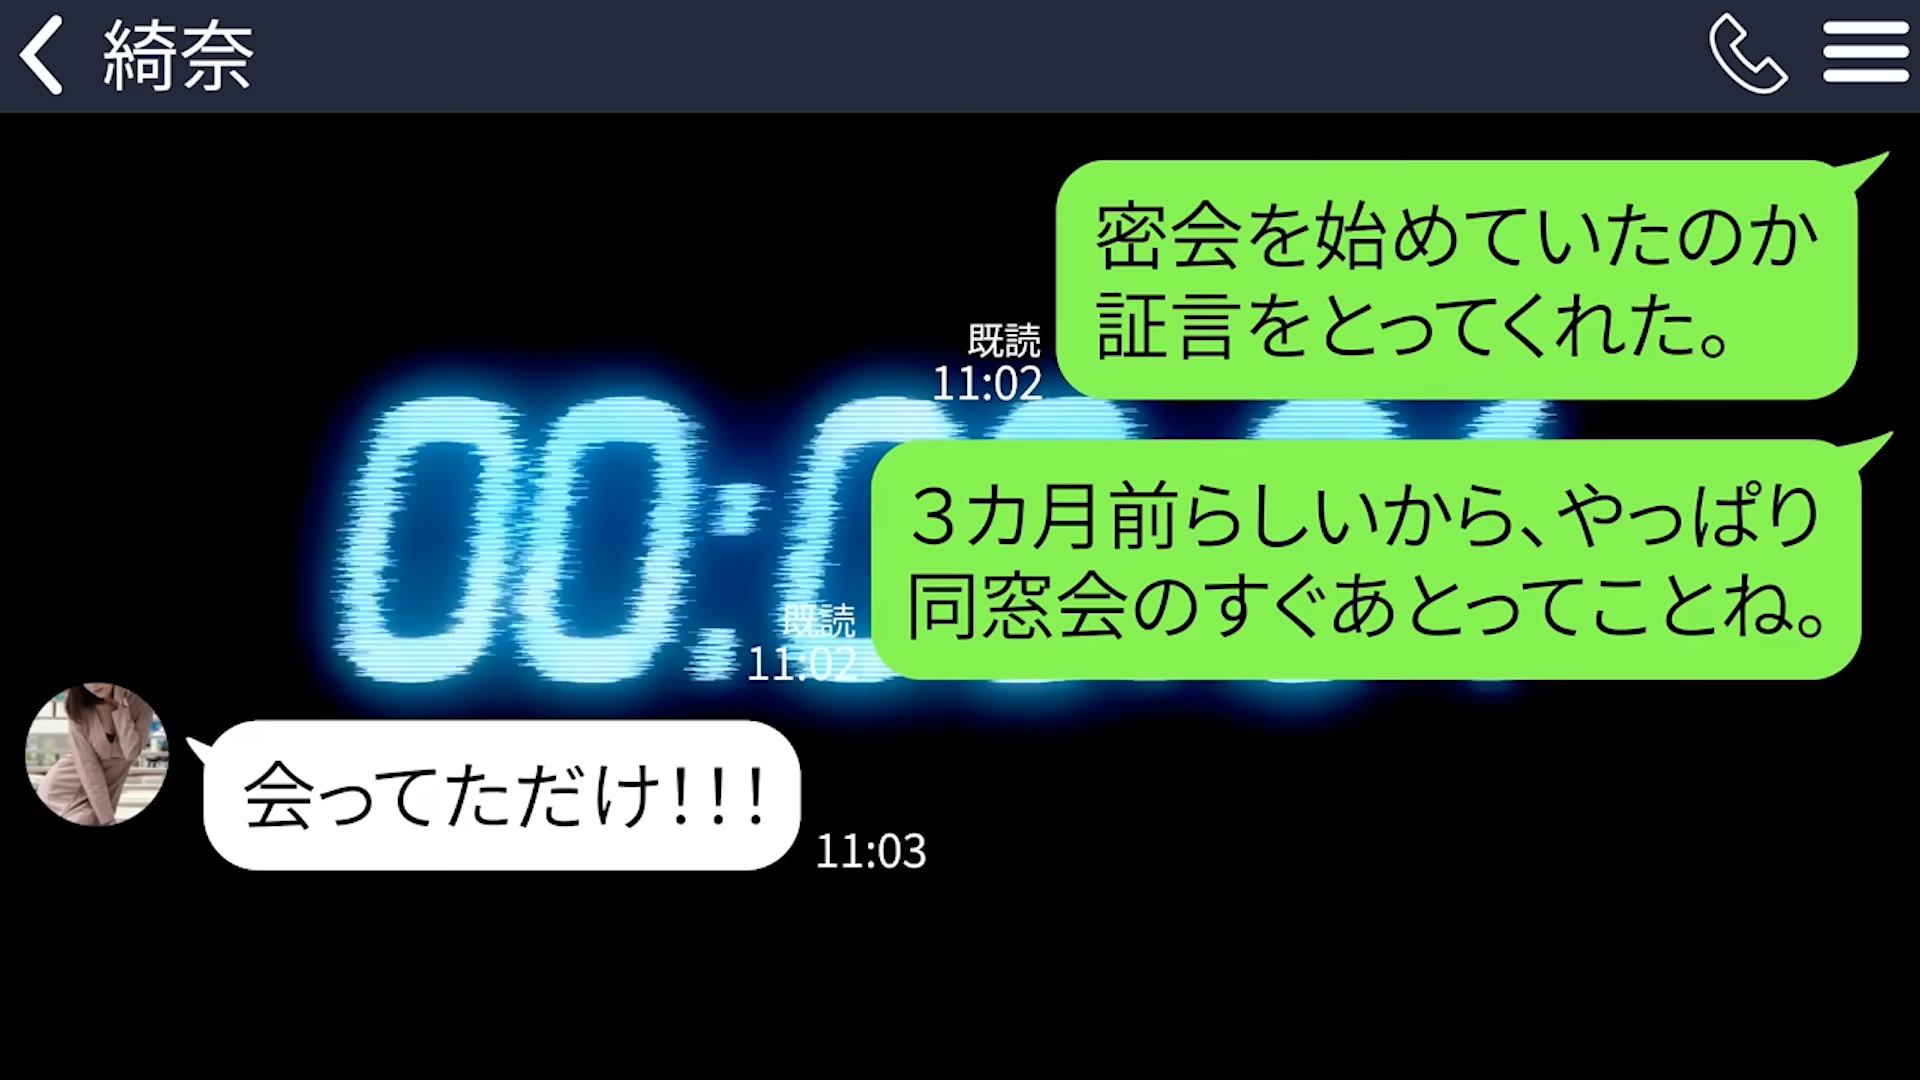 綺奈
密会を始めていたのか
証言をとってくれた。
既読
11:02
３カ月前らしいから、やっぱり
同窓会のすぐあとってことね。
既読
11:02
会ってただけ!!!
11:03